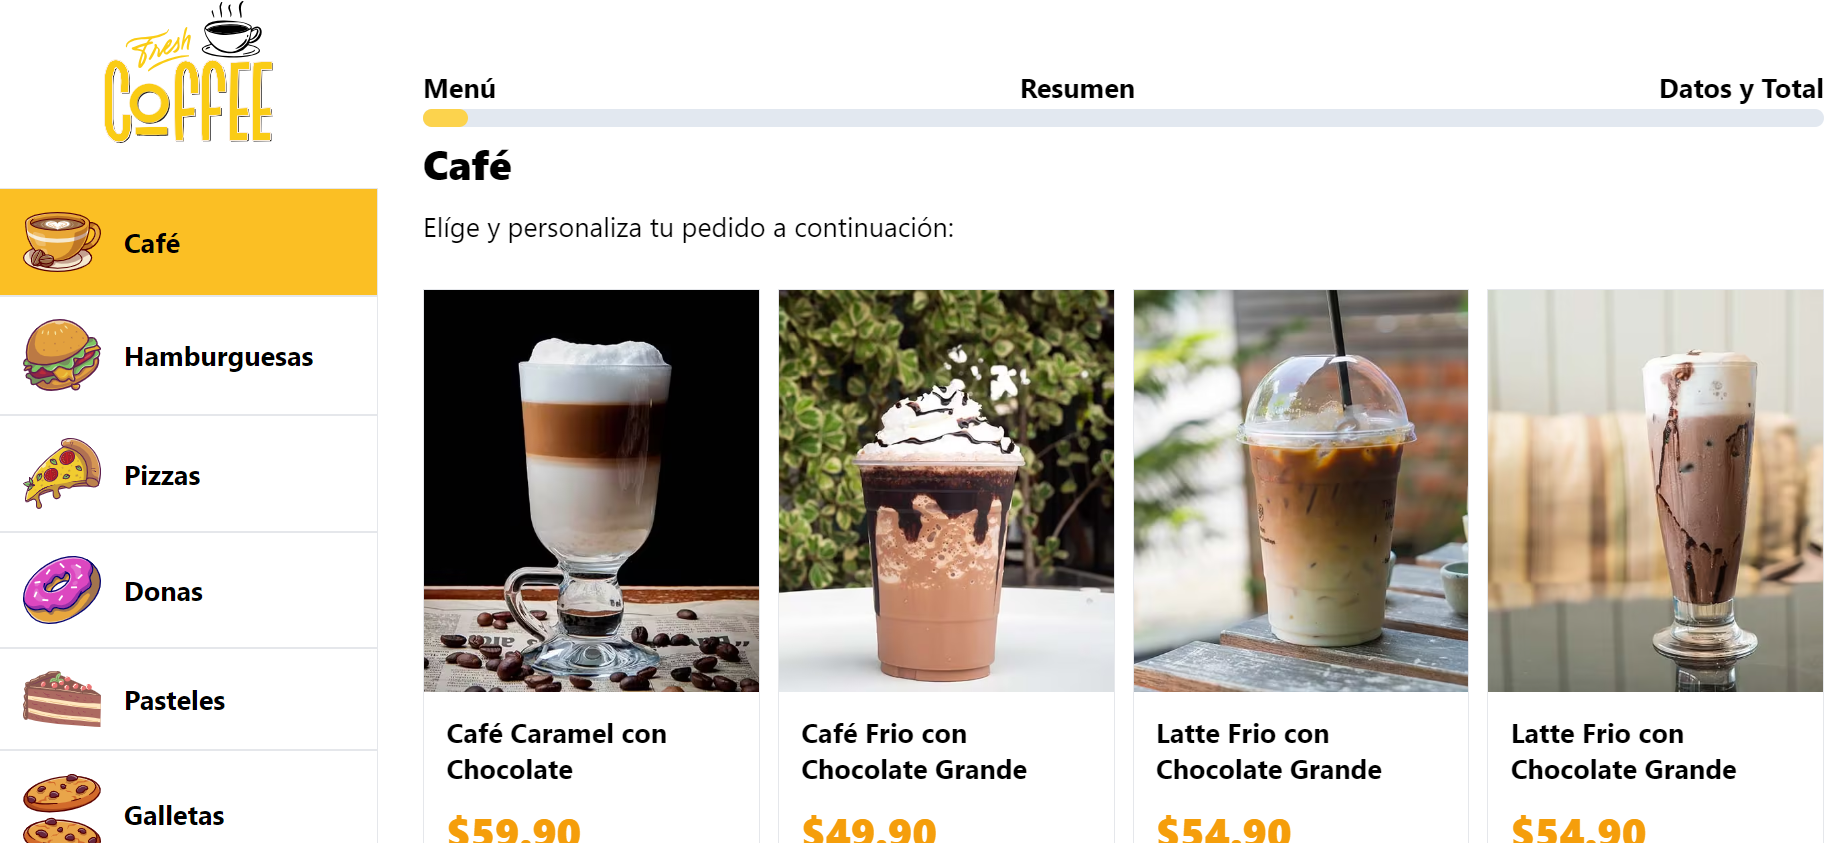 Fresh
COFFEE
Menú
Resumen
Datos y Total
Café
Elíge y personaliza tu pedido a continuación:
Café
Hamburguesas
Pizzas
Donas
Pasteles
Galletas
Café Caramel con
Chocolate
$59.90
Café Frio con
Chocolate Grande
$49.90
Latte Frio con
Chocolate Grande
$54.90
Latte Frio con
Chocolate Grande
$54.90